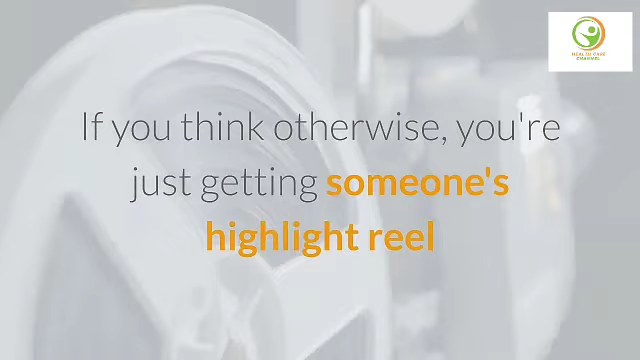 HEALTH CARE
CHANNEL
If you think otherwise, you're
just getting someone's
highlight reel